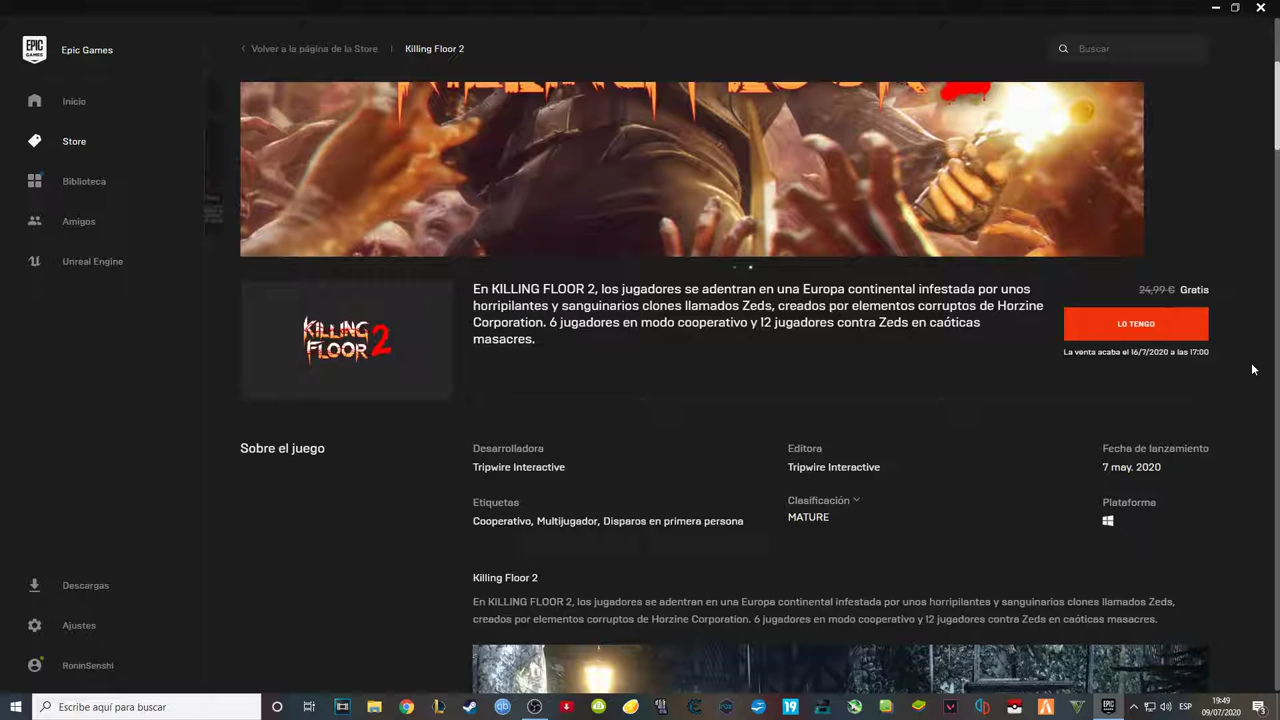 EPIC GAMES
Epic Games
Volver a la página de la Store
Killing Floor 2
Buscar
Inicio
Store
Biblioteca
Amigos
Unreal Engine
KILLING FLOOR 2
En KILLING FLOOR 2, los jugadores se adentran en una Europa continental infestada por unos
horripilantes y sanguinarios clones llamados Zeds, creados por elementos corruptos de Horzine
Corporation. 6 jugadores en modo cooperativo y 12 jugadores contra Zeds en caóticas
masacres.
24,99 € Gratis
LO TENGO
La venta acaba el 16/7/2020 a las 17:00
KILLING
FLOOR 2
Sobre el juego
Desarrolladora
Tripwire Interactive
Editora
Tripwire Interactive
Fecha de lanzamiento
7 may. 2020
Etiquetas
Cooperativo, Multijugador, Disparos en primera persona
Clasificación
MATURE
Plataforma
Killing Floor 2
En KILLING FLOOR 2, los jugadores se adentran en una Europa continental infestada por unos horripilantes y sanguinarios clones llamados Zeds,
creados por elementos corruptos de Horzine Corporation. 6 jugadores en modo cooperativo y 12 jugadores contra Zeds en caóticas masacres.
Descargas
Ajustes
RoninSenshi
Escribe aquí para buscar
19
ESP
19:49
09/07/2020